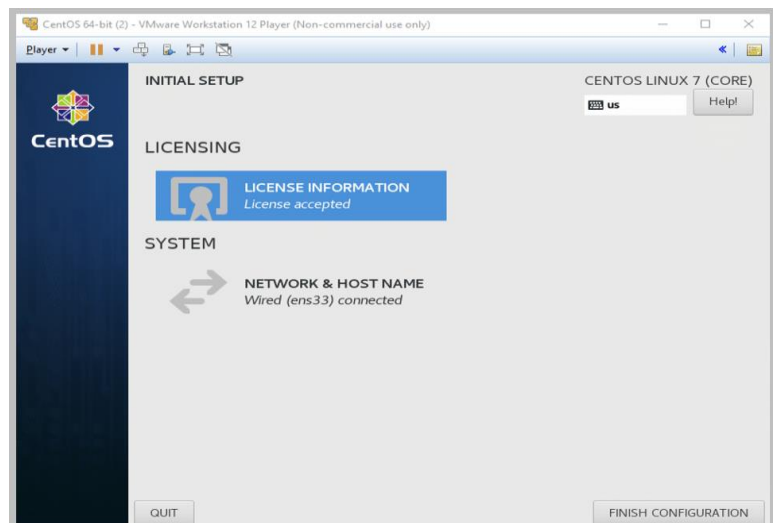 CentOS 64-bit (2) - VMware Workstation 12 Player (Non-commercial use only)
Player
INITIAL SETUP
CENTOS LINUX 7 (CORE)
us
Help!
CentOS
LICENSING
LICENSE INFORMATION
License accepted
SYSTEM
NETWORK & HOST NAME
Wired (ens33) connected
QUIT
FINISH CONFIGURATION